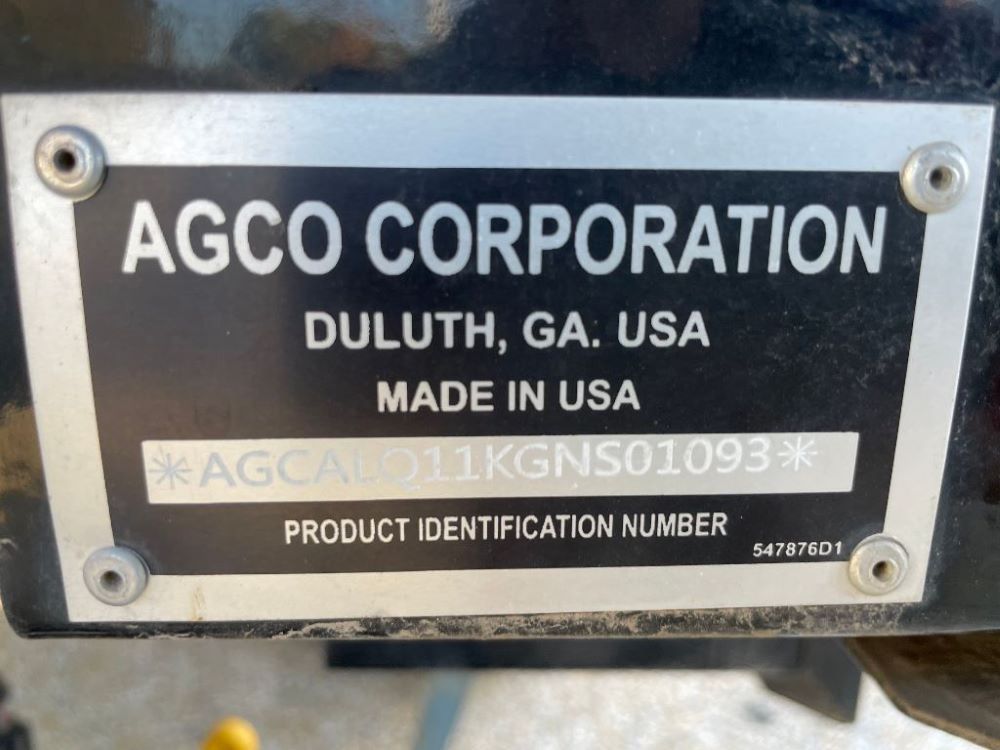 AGCO CORPORATION
DULUTH, GA. USA
MADE IN USA
*AGCALQ11KGNS01093*
PRODUCT IDENTIFICATION NUMBER
547876D1